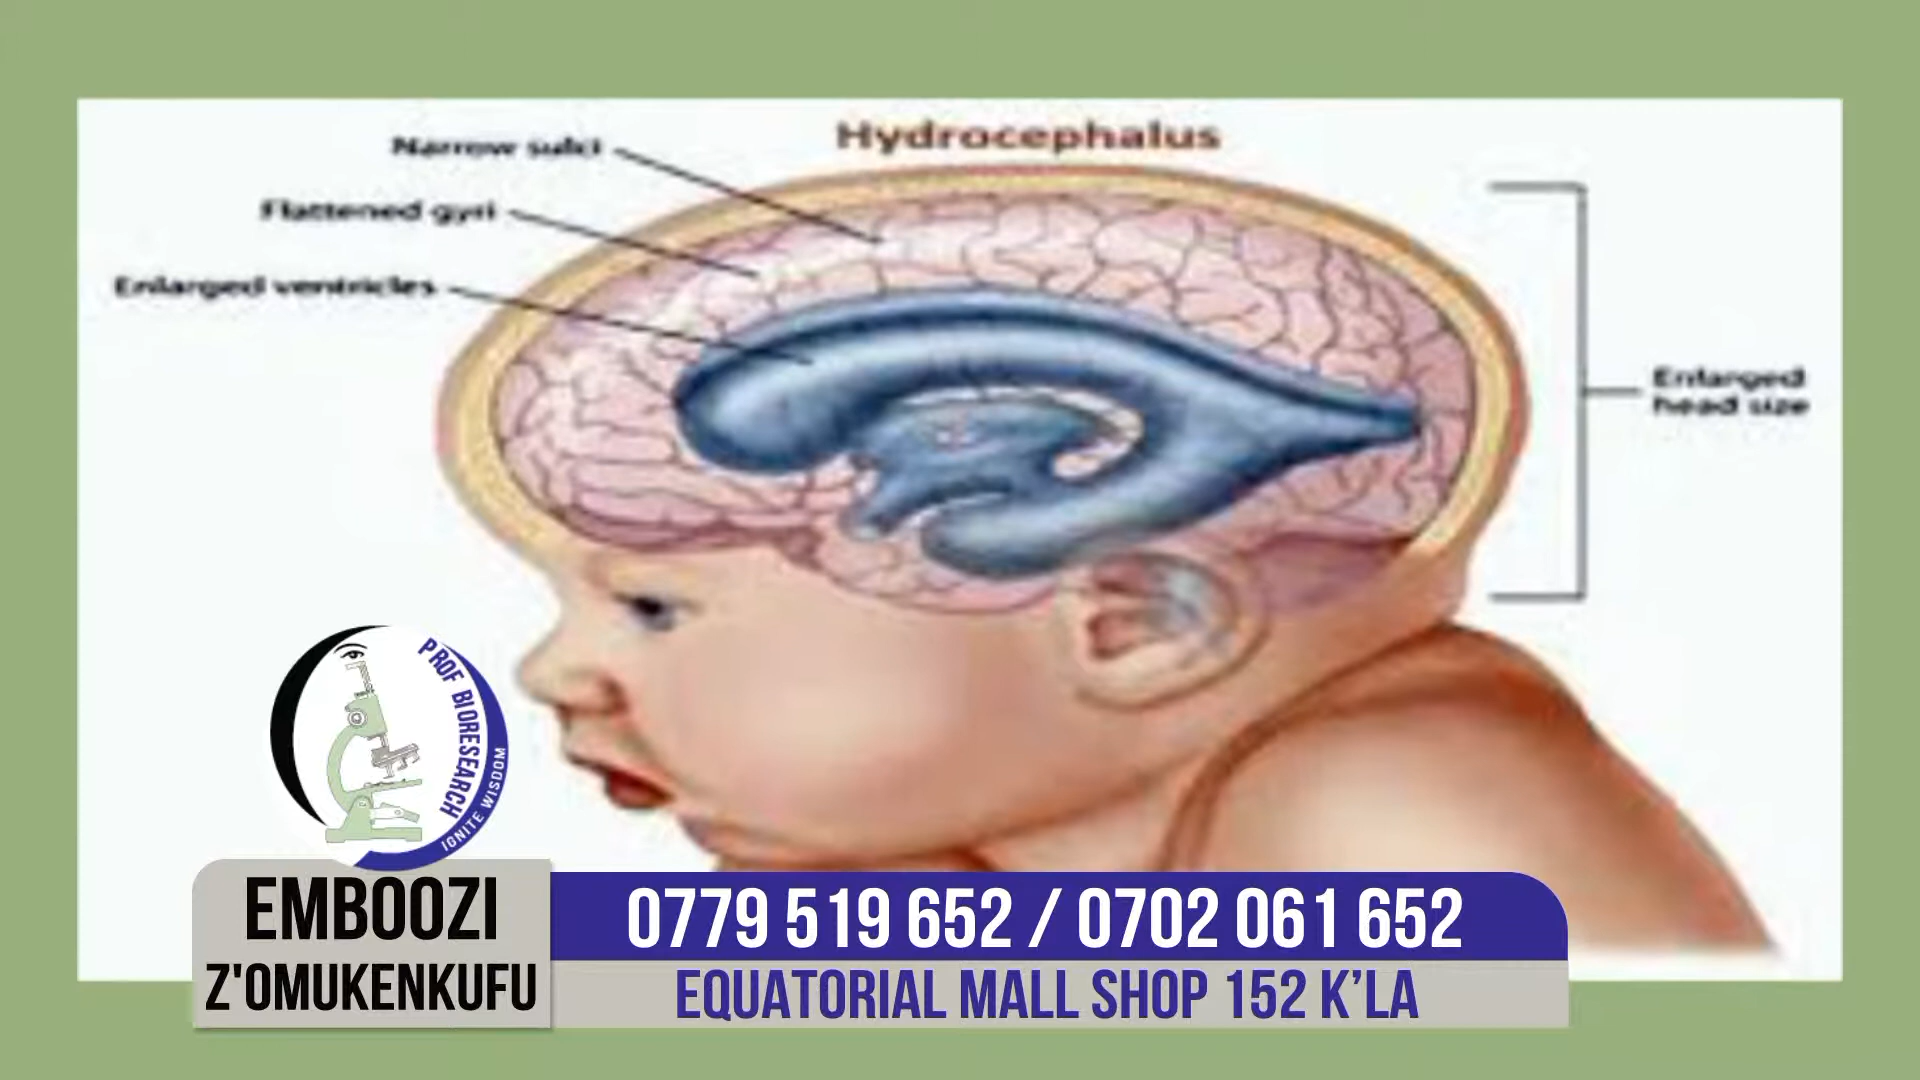 Hydrocephalus
Narrow sulci
Flattened gyri
Enlarged ventricles
Enlarged
head size
PROF BIORESEARCH
IGNITE WISDOM
EMBOOZI
Z'OMUKENKUFU
0779 519 652 / 0702 061 652
EQUATORIAL MALL SHOP 152 K'LA